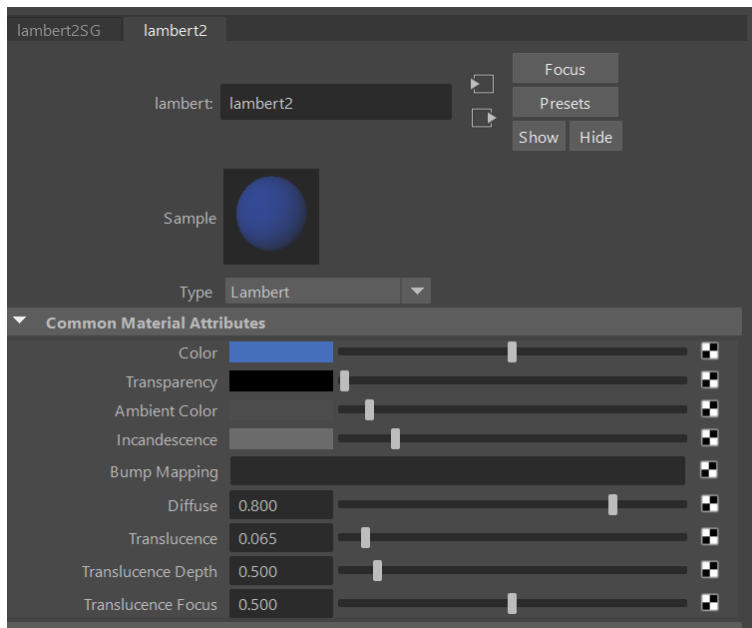 lambert2SG lambert2
Focus
lambert: lambert2
Presets
Show Hide
Sample
Type Lambert
Common Material Attributes
Color
Transparency
Ambient Color
Incandescence
Bump Mapping
Diffuse 0.800
Translucence 0.065
Translucence Depth 0.500
Translucence Focus 0.500